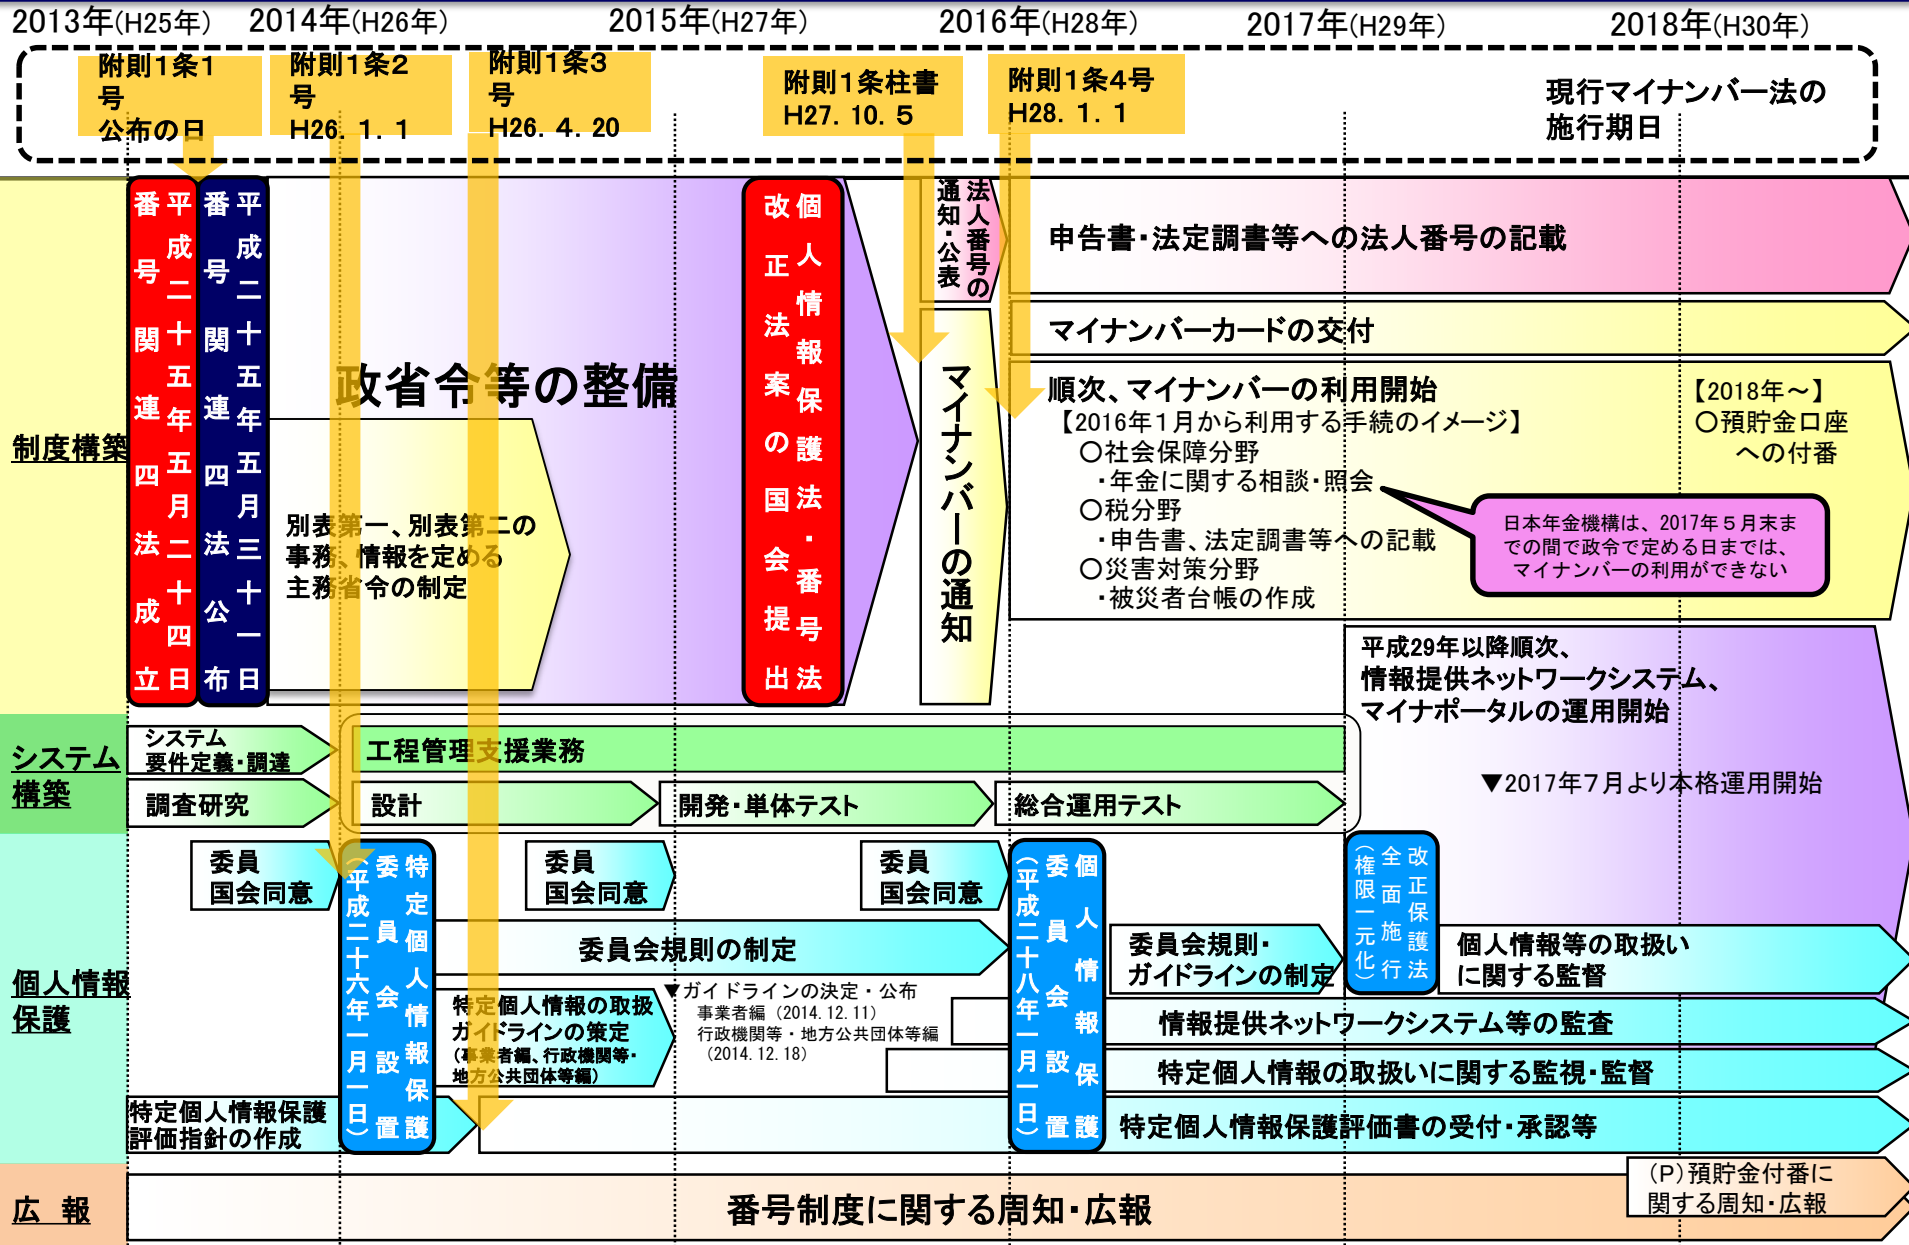 2013年(H25年)
2014年(H26年)
2015年(H27年)
2016年(H28年)
2017年(H29年)
2018年(H30年)
附則1条1
号
公布の日
附則1条2
号
H26. 1. 1
附則1条3
号
H26. 4. 20
附則1条柱書
H27. 10. 5
附則1条4号
H28. 1. 1
現行マイナンバー法の
施行期日
制度構築
平成二十五年五月二十四日
番号関連四法成立
平成二十五年五月三十一日
番号関連四法公布
政省令等の整備
別表第一、別表第二の
事務、情報を定める
主務省令の制定
個人情報保護法・番号法
改正法案の国会提出
法人番号の
通知・公表
マイナンバーの通知
申告書・法定調書等への法人番号の記載
マイナンバーカードの交付
順次、マイナンバーの利用開始
【2016年1月から利用する手続のイメージ】
○社会保障分野
・年金に関する相談・照会
○税分野
・申告書、法定調書等への記載
○災害対策分野
・被災者台帳の作成
【2018年～】
○預貯金口座
への付番
日本年金機構は、2017年5月末ま
での間で政令で定める日までは、
マイナンバーの利用ができない
平成29年以降順次、
情報提供ネットワークシステム、
マイナポータルの運用開始
▼2017年7月より本格運用開始
システム
構築
システム
要件定義・調達
工程管理支援業務
調査研究
設計
開発・単体テスト
総合運用テスト
個人情報
保護
委員
国会同意
特定個人情報保護
委員会設置
(平成二十六年一月一日)
委員
国会同意
委員
国会同意
個人情報保護
委員会設置
(平成二十八年一月一日)
改正保護法
全面施行
(権限一元化)
委員会規則の制定
委員会規則・
ガイドラインの制定
個人情報等の取扱い
に関する監督
特定個人情報の取扱
ガイドラインの策定
(事業者編、行政機関等・
地方公共団体等編)
▼ガイドラインの決定・公布
事業者編（2014.12.11）
行政機関等・地方公共団体等編
（2014.12.18）
情報提供ネットワークシステム等の監査
特定個人情報の取扱いに関する監視・監督
特定個人情報保護
評価指針の作成
特定個人情報保護評価書の受付・承認等
広 報
番号制度に関する周知・広報
(P)預貯金付番に
関する周知・広報